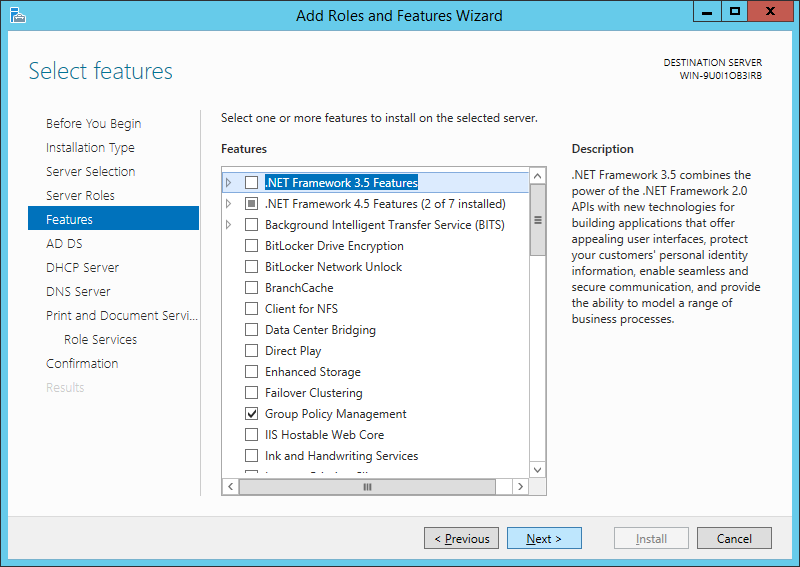 Add Roles and Features Wizard
Select features
DESTINATION SERVER
WIN-9U0I1OB3IRB
Before You Begin
Installation Type
Server Selection
Server Roles
Features
AD DS
DHCP Server
DNS Server
Print and Document Servi...
Role Services
Confirmation
Results
Select one or more features to install on the selected server.
Features
.NET Framework 3.5 Features
.NET Framework 4.5 Features (2 of 7 installed)
Background Intelligent Transfer Service (BITS)
BitLocker Drive Encryption
BitLocker Network Unlock
BranchCache
Client for NFS
Data Center Bridging
Direct Play
Enhanced Storage
Failover Clustering
Group Policy Management
IIS Hostable Web Core
Ink and Handwriting Services
Description
.NET Framework 3.5 combines the
power of the .NET Framework 2.0
APIs with new technologies for
building applications that offer
appealing user interfaces, protect
your customers' personal identity
information, enable seamless and
secure communication, and provide
the ability to model a range of
business processes.
< Previous
Next >
Install
Cancel